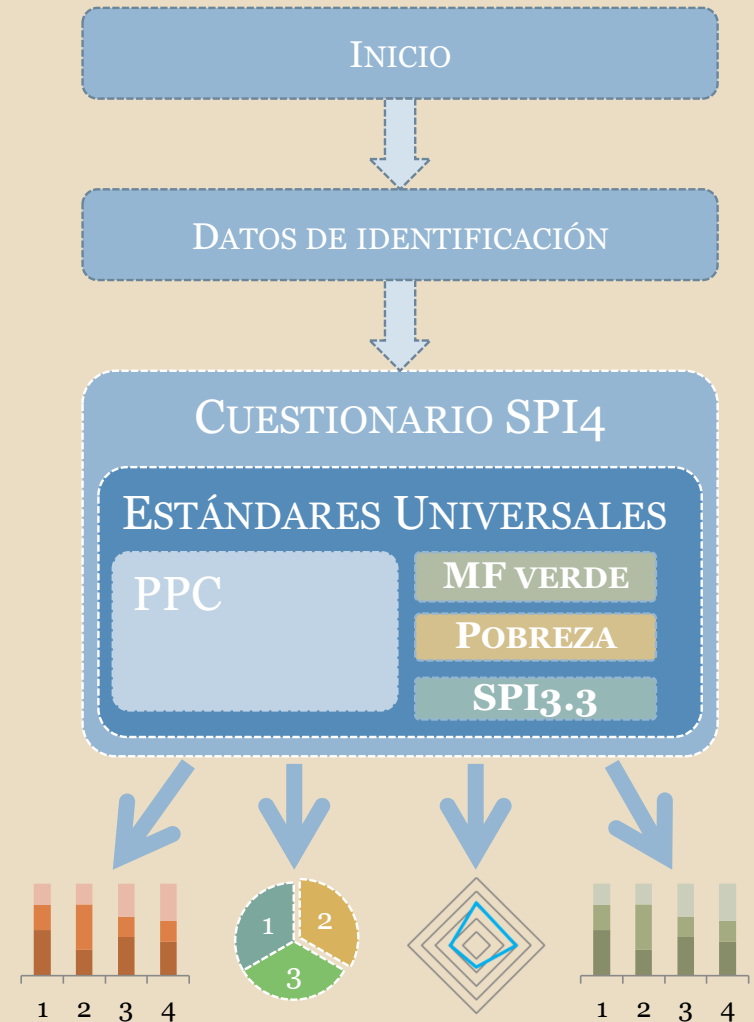 Inicio
Datos de identificación
Cuestionario SPI4
Estándares Universales
PPC
MF verde
Pobreza
SPI3.3
1 2 3 4
1 2
3
1 2 3 4